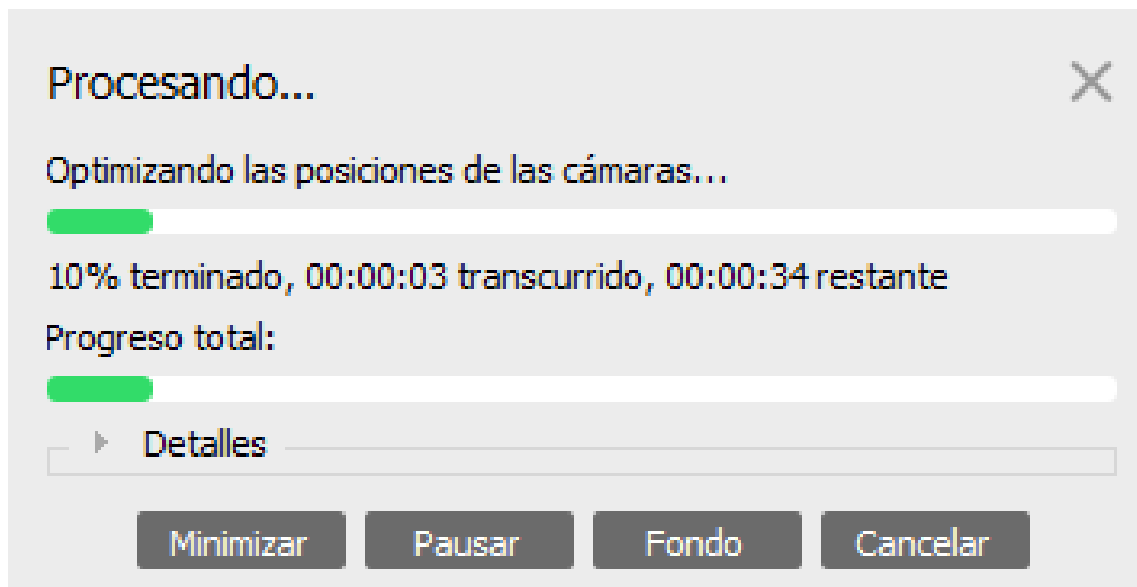 Procesando...
Optimizando las posiciones de las cámaras...
10% terminado, 00:00:03 transcurrido, 00:00:34 restante
Progreso total:
Detalles
Minimizar Pausar Fondo Cancelar